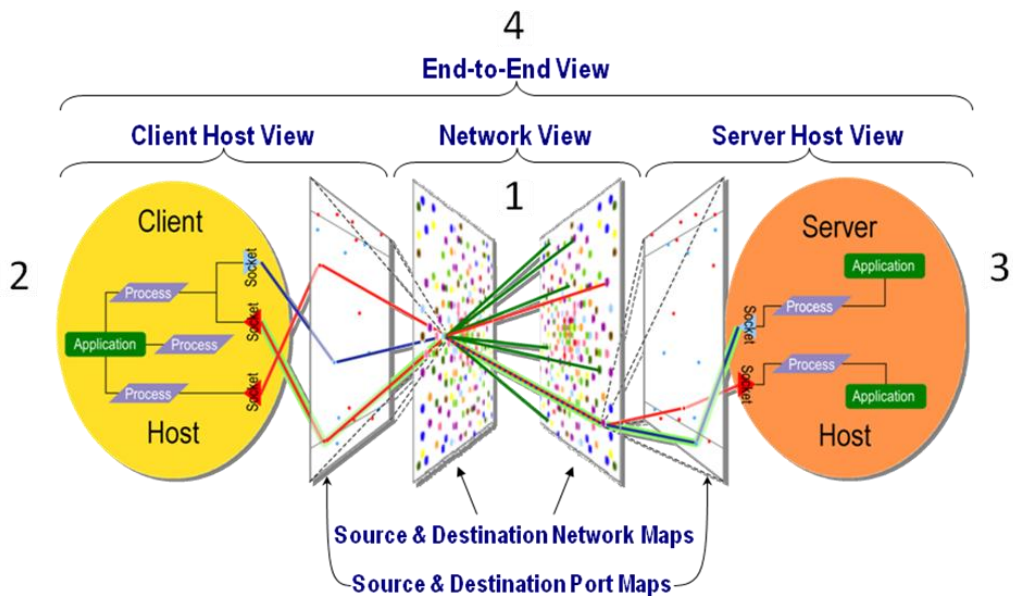 4
End-to-End View
Client Host View
Network View
Server Host View
1
2
3
Client
Socket
Process
Socket
Application
Process
Process
Socket
Host
Server
Application
Socket
Process
Process
Socket
Application
Host
Source & Destination Network Maps
Source & Destination Port Maps